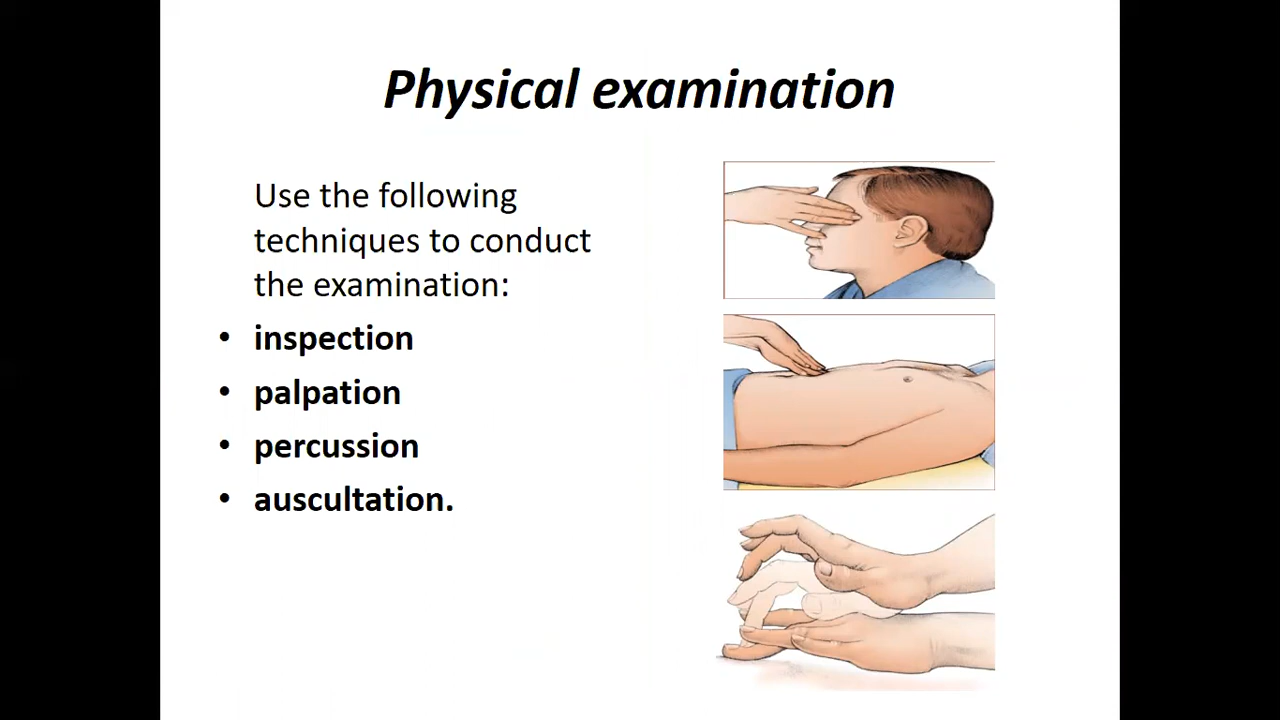 Physical examination
Use the following
techniques to conduct
the examination:
• inspection
• palpation
• percussion
• auscultation.